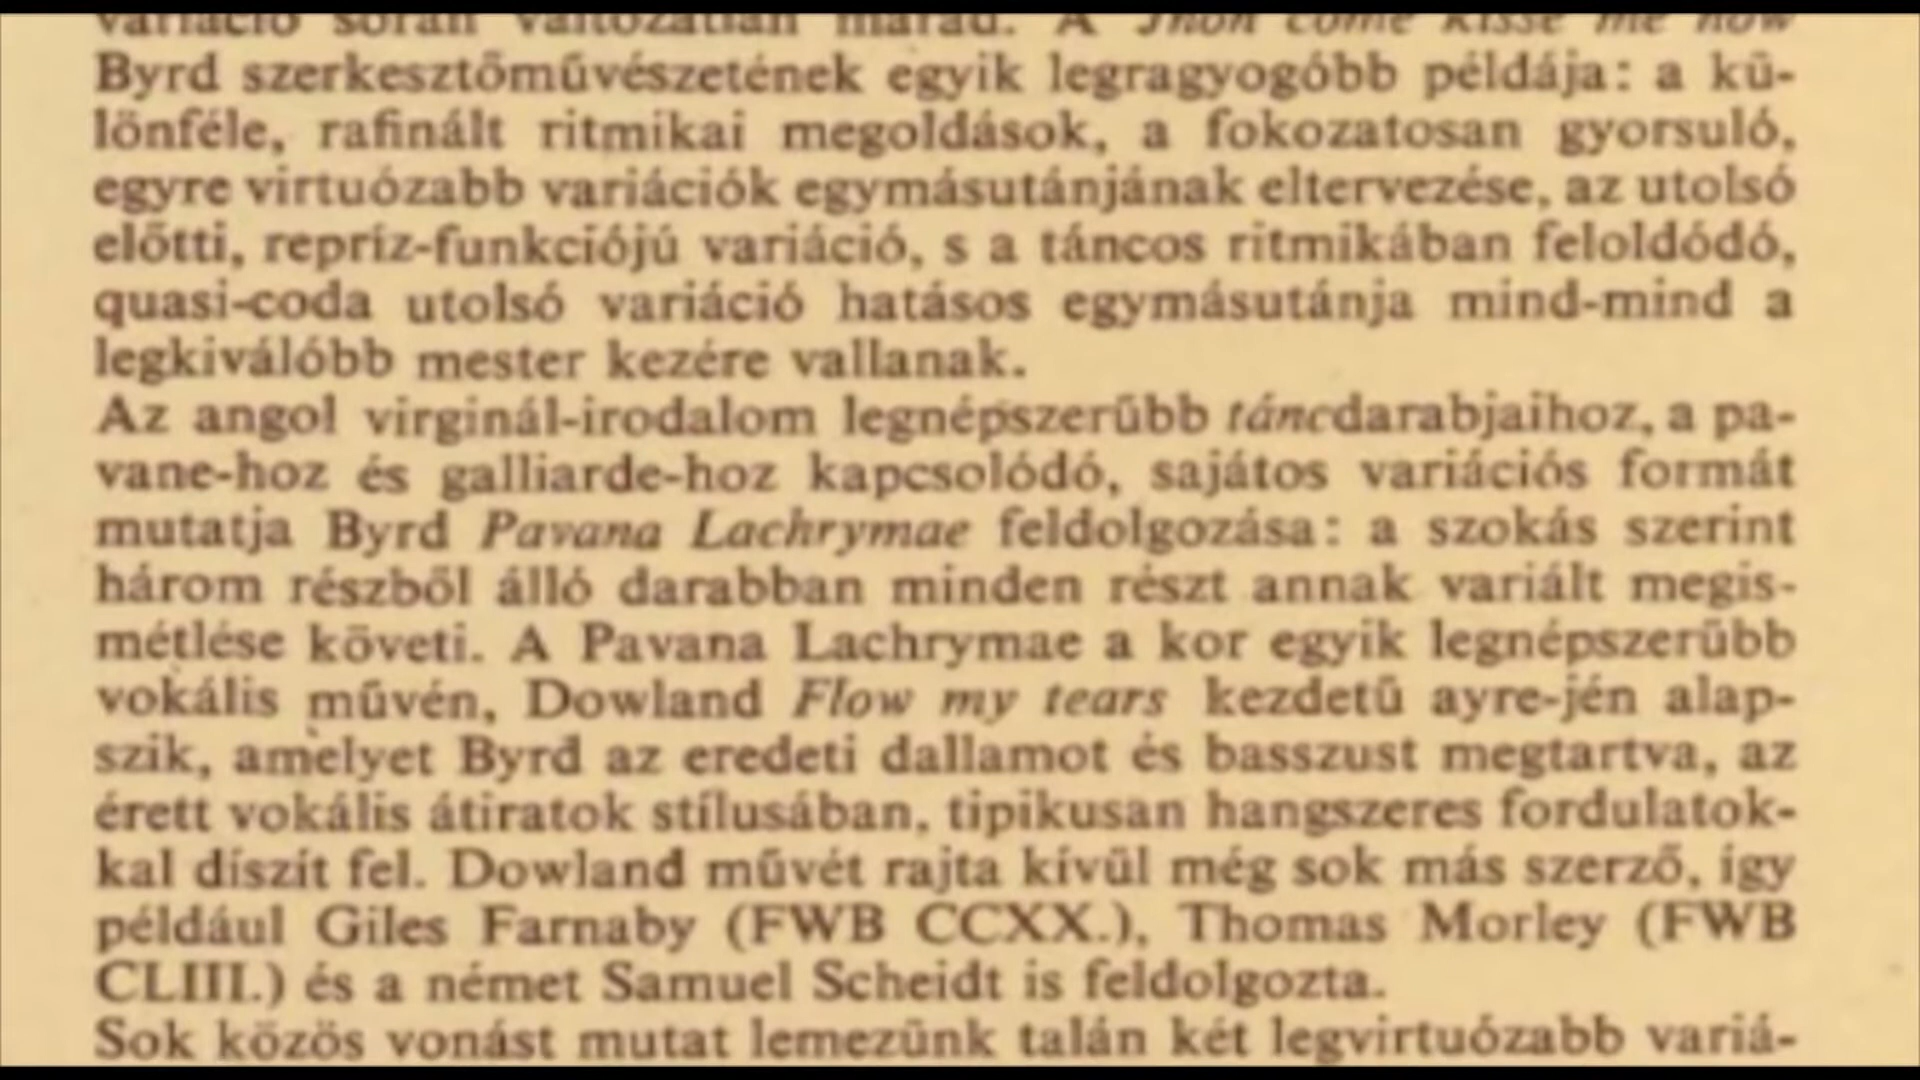 variáció során változatlan marad. A Jhon come kisse me now
Byrd szerkesztőművészetének egyik legragyogóbb példája: a kü-
lönféle, rafinált ritmikai megoldások, a fokozatosan gyorsuló,
egyre virtuózabb variációk egymásutánjának eltervezése, az utolsó
előtti, repríz-funkciójú variáció, s a táncos ritmikában feloldódó,
quasi-coda utolsó variáció hatásos egymásutánja mind-mind a
legkiválóbb mester kezére vallanak.
Az angol virginál-irodalom legnépszerűbb táncdarabjaihoz, a pa-
vane-hoz és galliarde-hoz kapcsolódó, sajátos variációs formát
mutatja Byrd Pavana Lachrymae feldolgozása: a szokás szerint
három részből álló darabban minden részt annak variált megis-
métlése követi. A Pavana Lachrymae a kor egyik legnépszerűbb
vokális művén, Dowland Flow my tears kezdetű ayre-jén alap-
szik, amelyet Byrd az eredeti dallamot és basszust megtartva, az
érett vokális átiratok stílusában, tipikusan hangszeres fordulatok-
kal díszít fel. Dowland művét rajta kívül még sok más szerző, így
például Giles Farnaby (FWB CCXX.), Thomas Morley (FWB
CLIII.) és a német Samuel Scheidt is feldolgozta.
Sok közös vonást mutat lemezünk talán két legvirtuózabb variá-